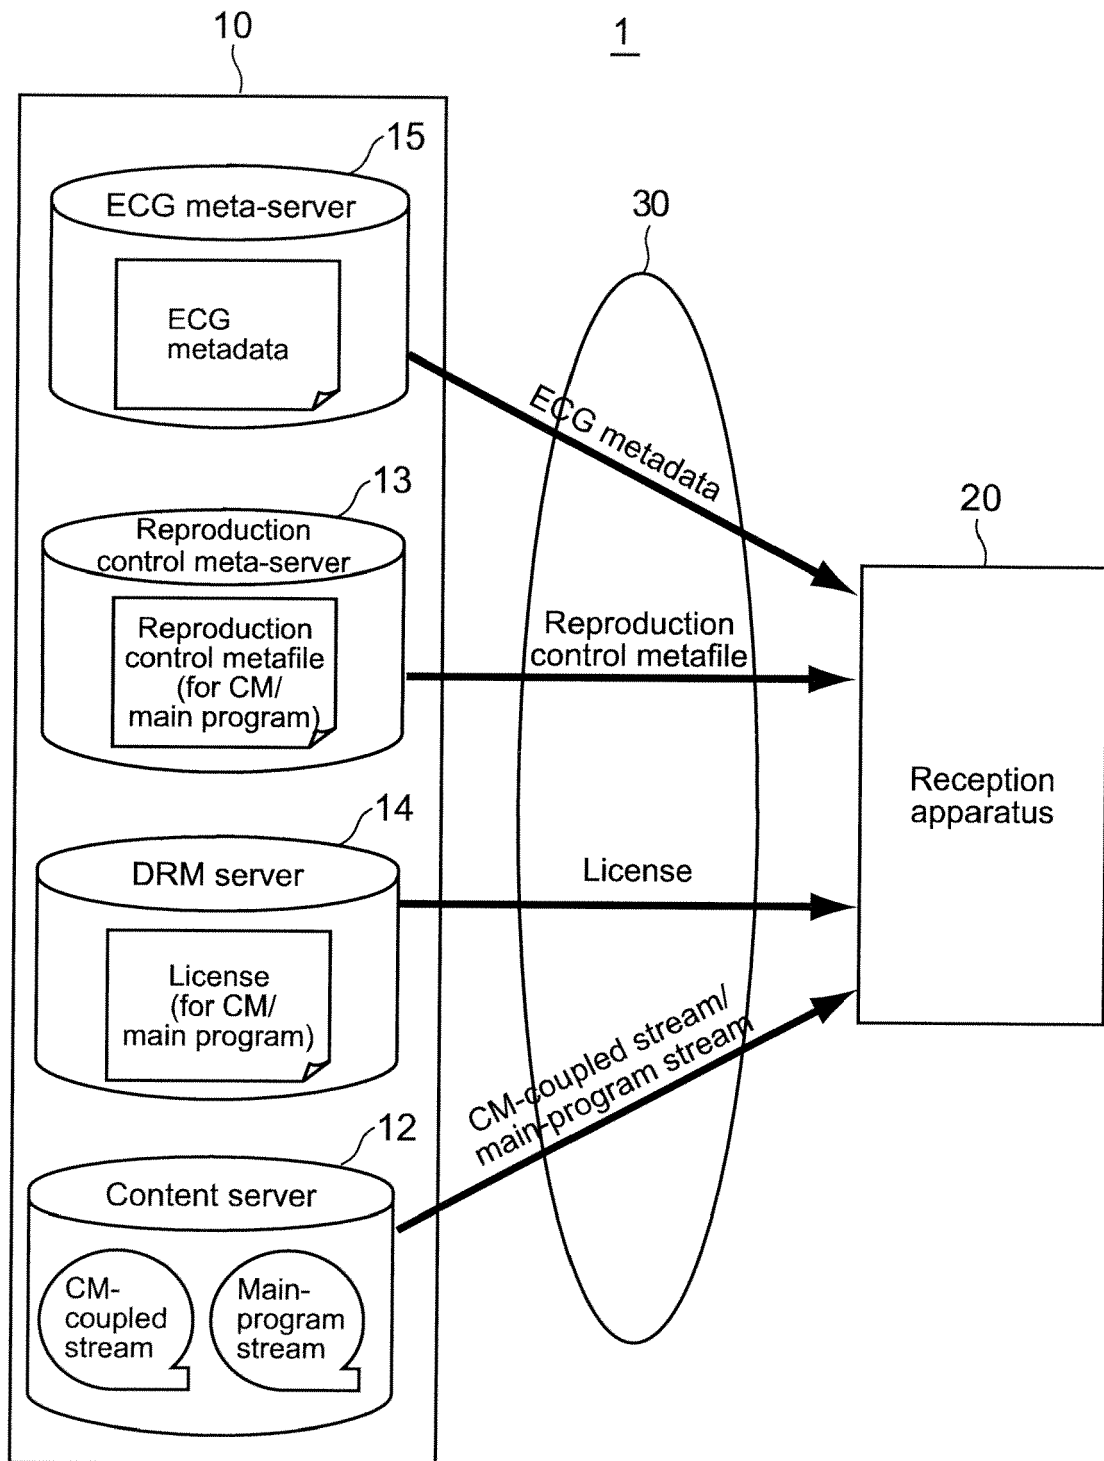 1
10
15
ECG meta-server
ECG
metadata
30
ECG metadata
13
Reproduction
control meta-server
Reproduction
control metafile
(for CM/
main program)
Reproduction
control metafile
20
Reception
apparatus
14
DRM server
License
(for CM/
main program)
License
12
Content server
CM-
coupled
stream
Main-
program
stream
CM-coupled stream/
main-program stream